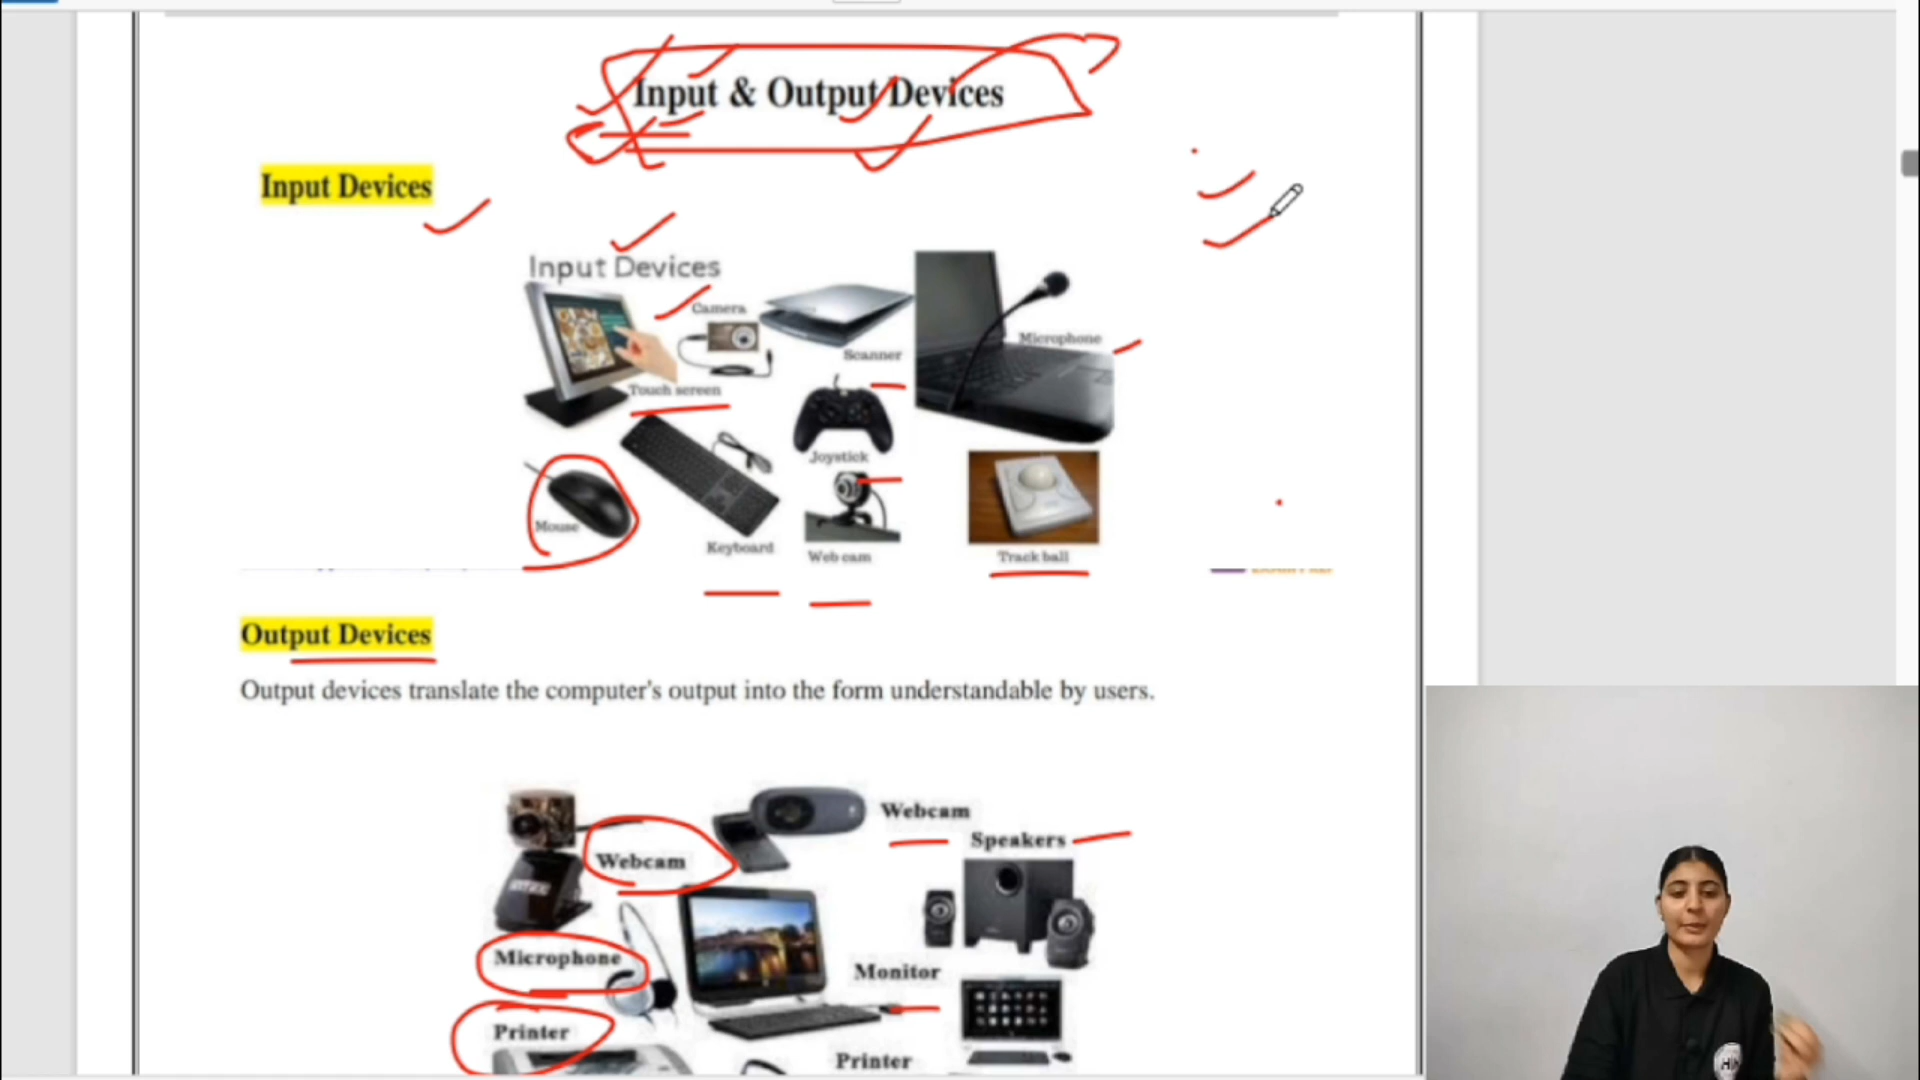 Input & Output Devices
Input Devices
Input Devices
Camera
Scanner
Microphone
Touch screen
Joystick
Mouse
Keyboard
Web cam
Track ball
Output Devices
Output devices translate the computer's output into the form understandable by users.
Webcam
Speakers
Webcam
Microphone
Monitor
Printer
Printer